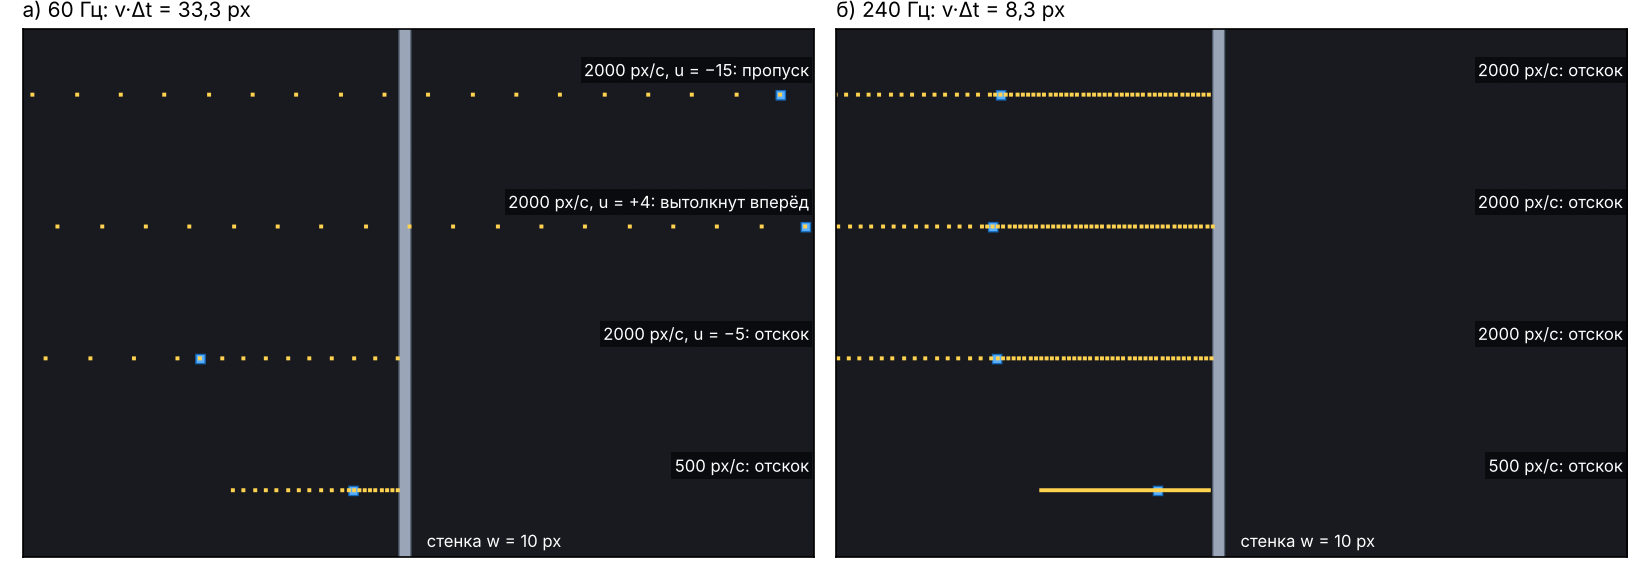 а) 60 Гц: v·Δt = 33,3 px
2000 px/с, u = −15: пропуск
2000 px/с, u = +4: вытолкнут вперёд
2000 px/с, u = −5: отскок
500 px/с: отскок
стенка w = 10 px
б) 240 Гц: v·Δt = 8,3 px
2000 px/с: отскок
2000 px/с: отскок
2000 px/с: отскок
500 px/с: отскок
стенка w = 10 px